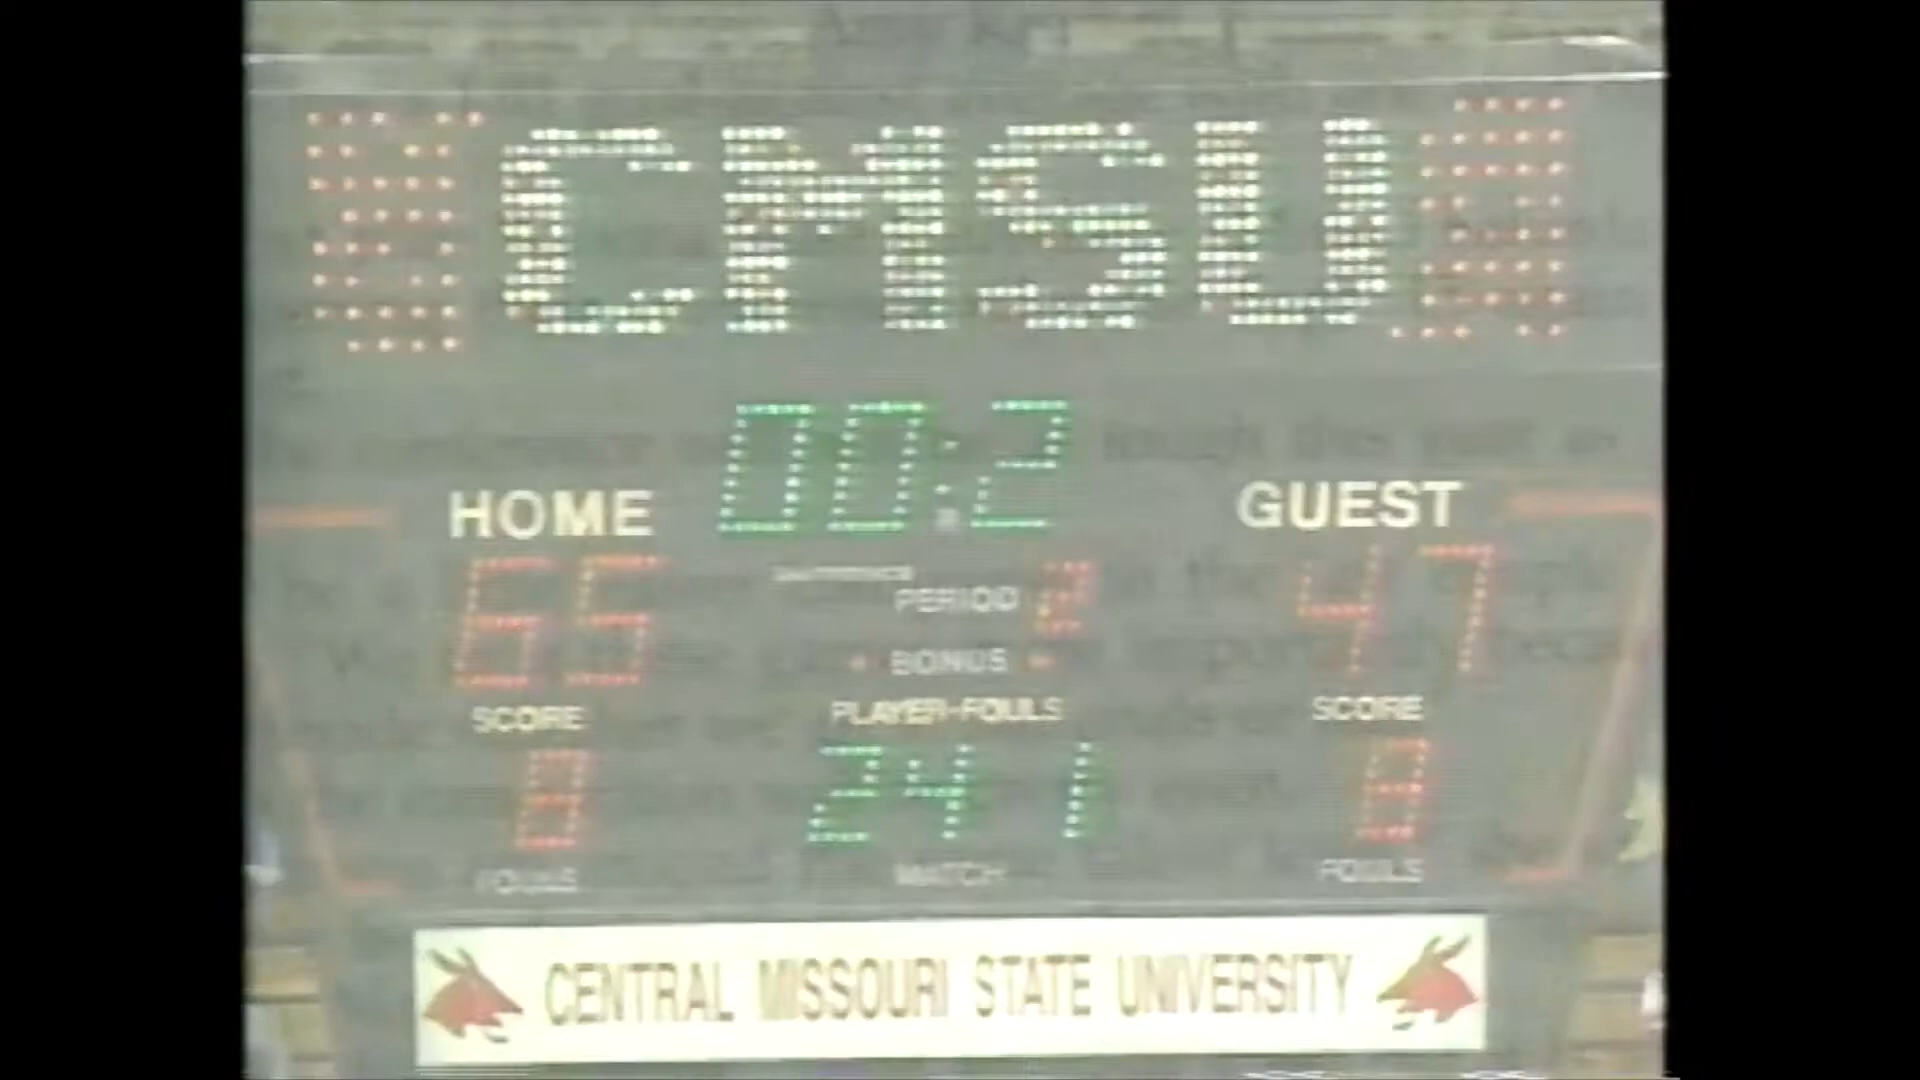 CMSU
00:2
HOME
GUEST
65
PERIOD 2
47
BONUS
SCORE
PLAYER-FOULS
SCORE
8
24 1
8
FOULS
MATCH
FOULS
CENTRAL MISSOURI STATE UNIVERSITY